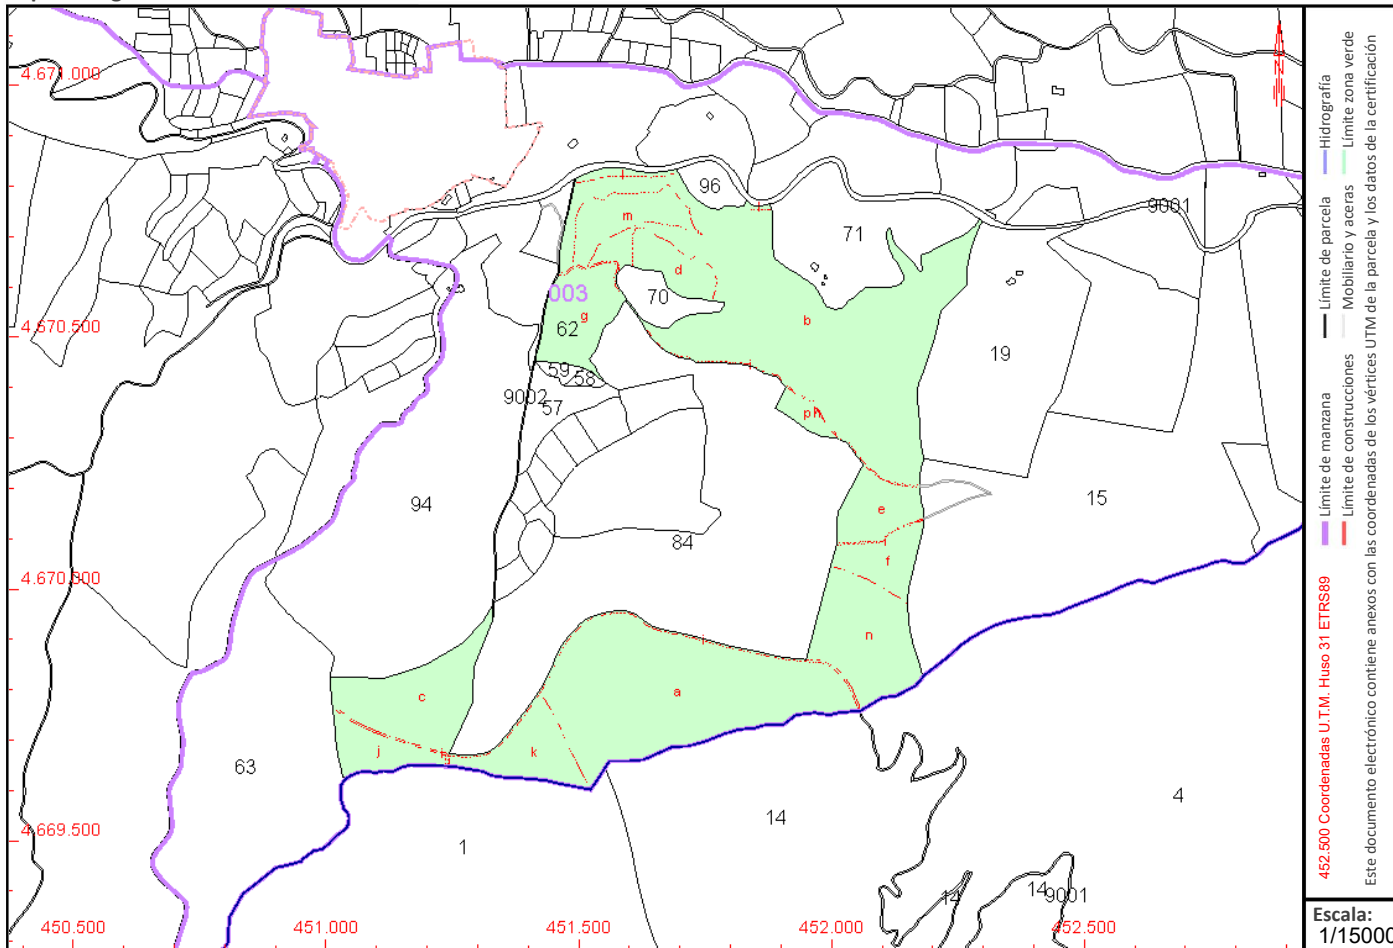 4.671.000
96
9001
71
m
d
003
70
g
62
b
4.670.500
19
59
58
9002
57
p h
94
15
e
84
f
4.670.000
n
c
a
j
i
k
63
14
4
4.669.500
1
14
14
9001
450.500
451.000
451.500
452.000
452.500
N
452.500 Coordenadas U.T.M. Huso 31 ETRS89
Límite de manzana
Límite de parcela
Hidrografía
Límite de construcciones
Mobiliario y aceras
Límite zona verde
Este documento electrónico contiene anexos con las coordenadas de los vértices UTM de la parcela y los datos de la certificación
Escala:
1/15000